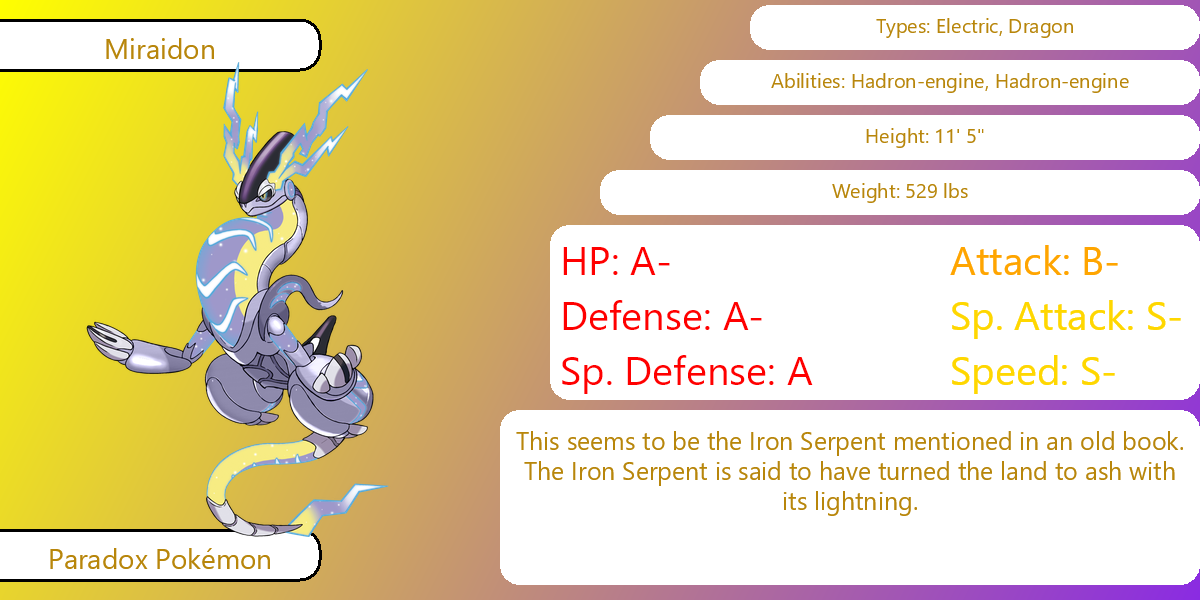 Miraidon
Types: Electric, Dragon
Abilities: Hadron-engine, Hadron-engine
Height: 11' 5"
Weight: 529 lbs
HP: A-
Attack: B-
Defense: A-
Sp. Attack: S-
Sp. Defense: A
Speed: S-
This seems to be the Iron Serpent mentioned in an old book.
The Iron Serpent is said to have turned the land to ash with
its lightning.
Paradox Pokémon